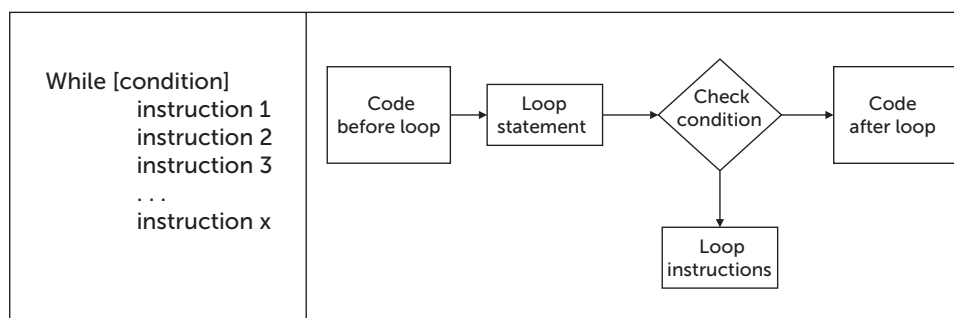 While [condition]
instruction 1
instruction 2
instruction 3
. . .
instruction x
Code
before loop
Loop
statement
Check
condition
Code
after loop
Loop
instructions